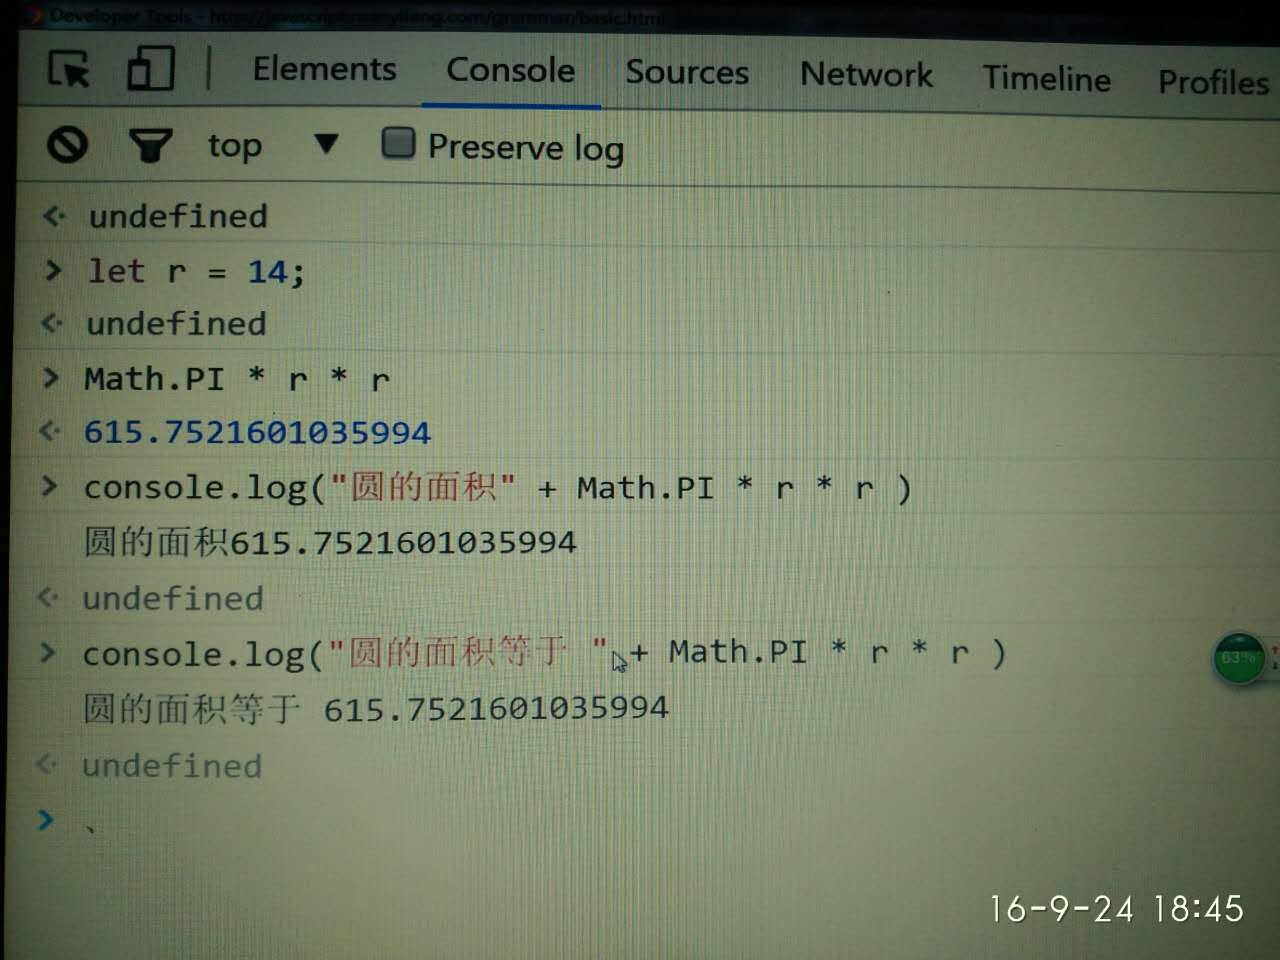 Developer Tools - http://javascript.ruanyifeng.com/grammar/basic.html
Elements Console Sources Network Timeline Profiles
top ▼ Preserve log
undefined
> let r = 14;
undefined
> Math.PI * r * r
615.7521601035994
> console.log("圆的面积" + Math.PI * r * r )
圆的面积615.7521601035994
undefined
> console.log("圆的面积等于 " + Math.PI * r * r )
圆的面积等于 615.7521601035994
undefined
> 、
63%
16-9-24 18:45